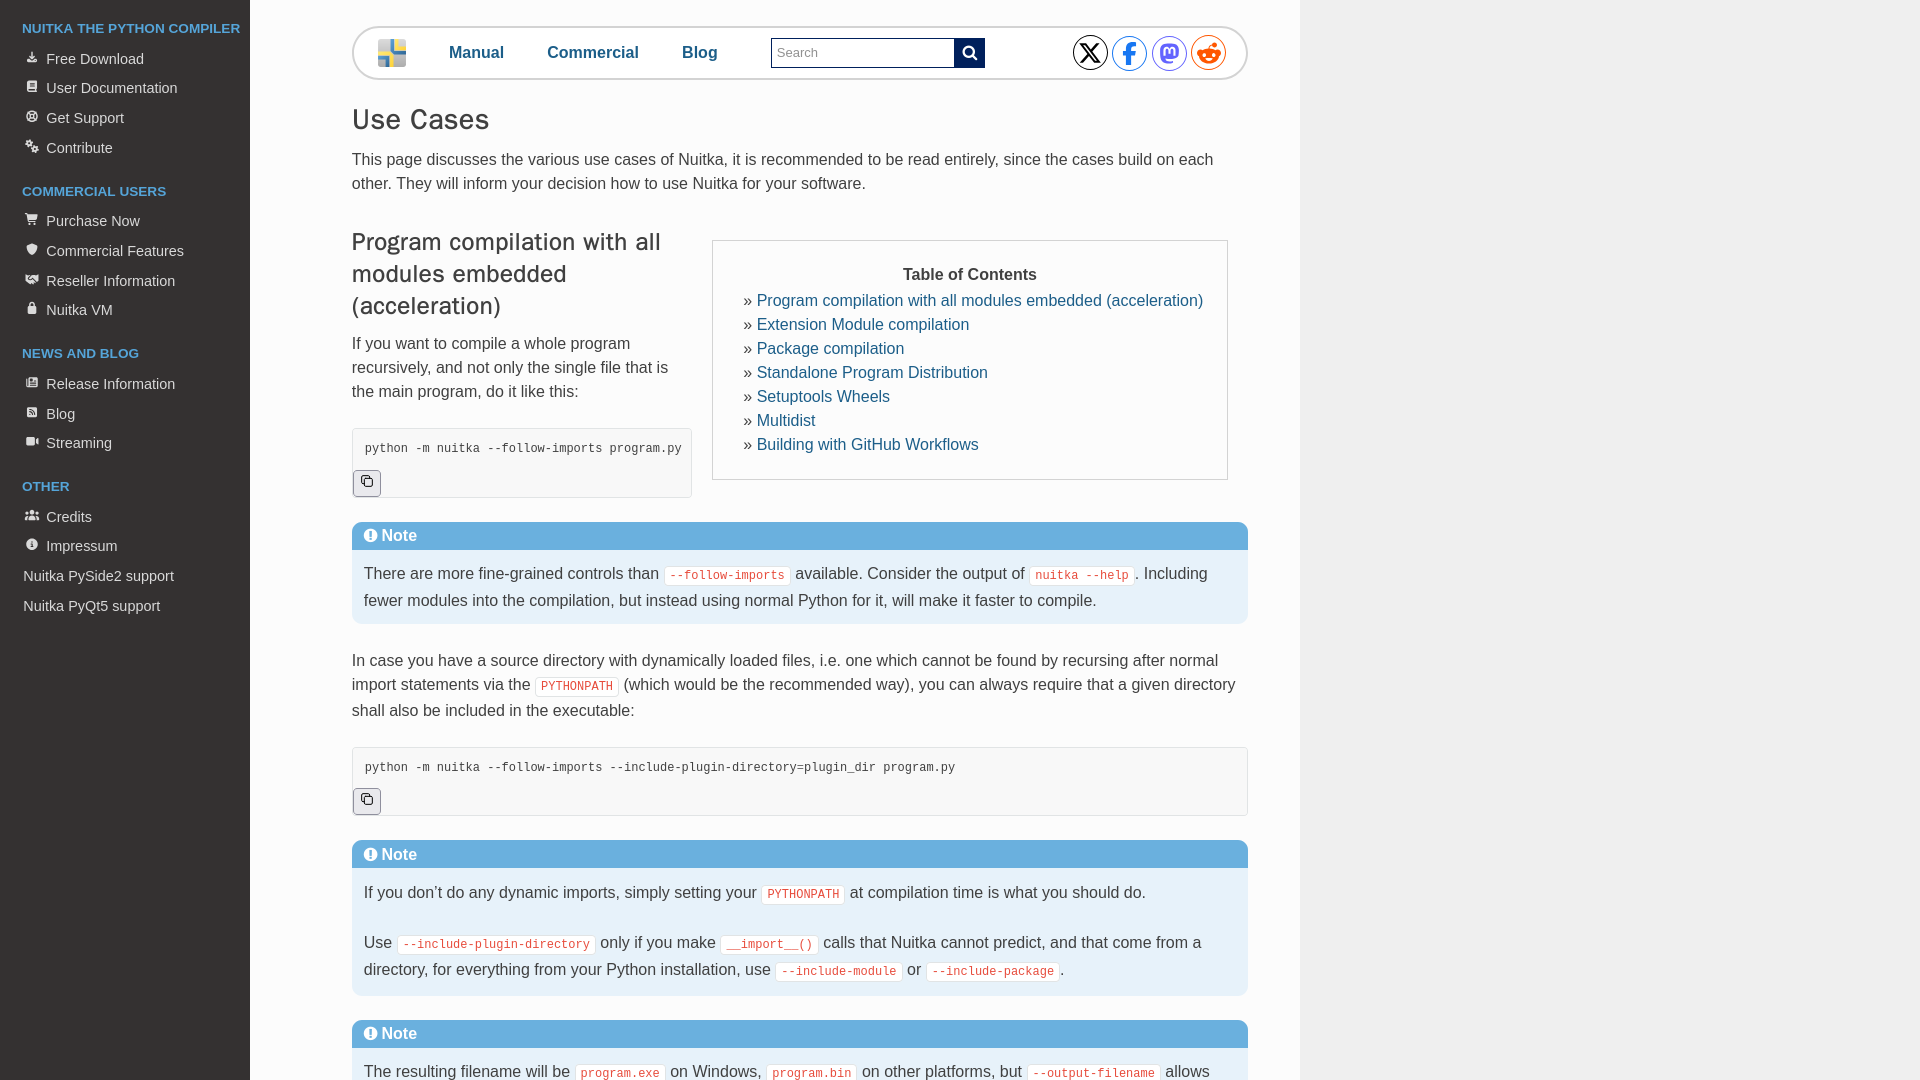 NUITKA THE PYTHON COMPILER
Free Download
User Documentation
Get Support
Contribute
COMMERCIAL USERS
Purchase Now
Commercial Features
Reseller Information
Nuitka VM
NEWS AND BLOG
Release Information
Blog
Streaming
OTHER
Credits
Impressum
Nuitka PySide2 support
Nuitka PyQt5 support
Manual Commercial Blog Search
Use Cases
This page discusses the various use cases of Nuitka, it is recommended to be read entirely, since the cases build on each
other. They will inform your decision how to use Nuitka for your software.
Program compilation with all
modules embedded
(acceleration)
If you want to compile a whole program
recursively, and not only the single file that is
the main program, do it like this:
python -m nuitka --follow-imports program.py
Table of Contents
» Program compilation with all modules embedded (acceleration)
» Extension Module compilation
» Package compilation
» Standalone Program Distribution
» Setuptools Wheels
» Multidist
» Building with GitHub Workflows
Note
There are more fine-grained controls than --follow-imports available. Consider the output of nuitka --help. Including
fewer modules into the compilation, but instead using normal Python for it, will make it faster to compile.
In case you have a source directory with dynamically loaded files, i.e. one which cannot be found by recursing after normal
import statements via the PYTHONPATH (which would be the recommended way), you can always require that a given directory
shall also be included in the executable:
python -m nuitka --follow-imports --include-plugin-directory=plugin_dir program.py
Note
If you don’t do any dynamic imports, simply setting your PYTHONPATH at compilation time is what you should do.
Use --include-plugin-directory only if you make __import__() calls that Nuitka cannot predict, and that come from a
directory, for everything from your Python installation, use --include-module or --include-package.
Note
The resulting filename will be program.exe on Windows, program.bin on other platforms, but --output-filename allows